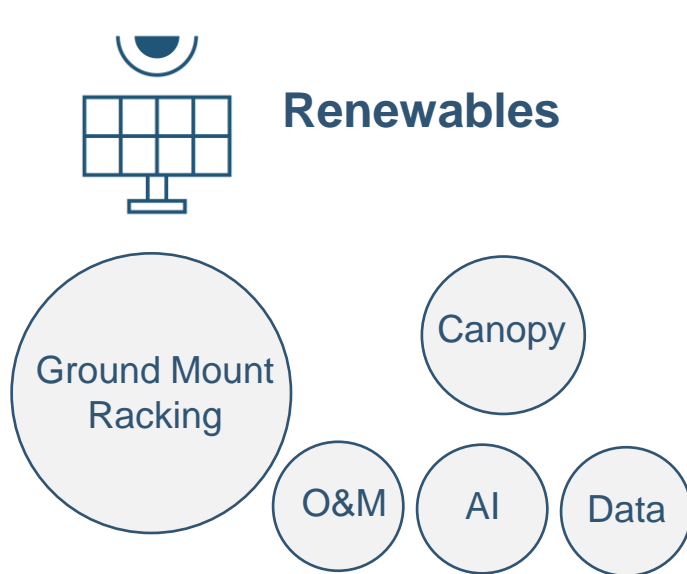 Renewables
Ground Mount
Racking
Canopy
O&M
AI
Data